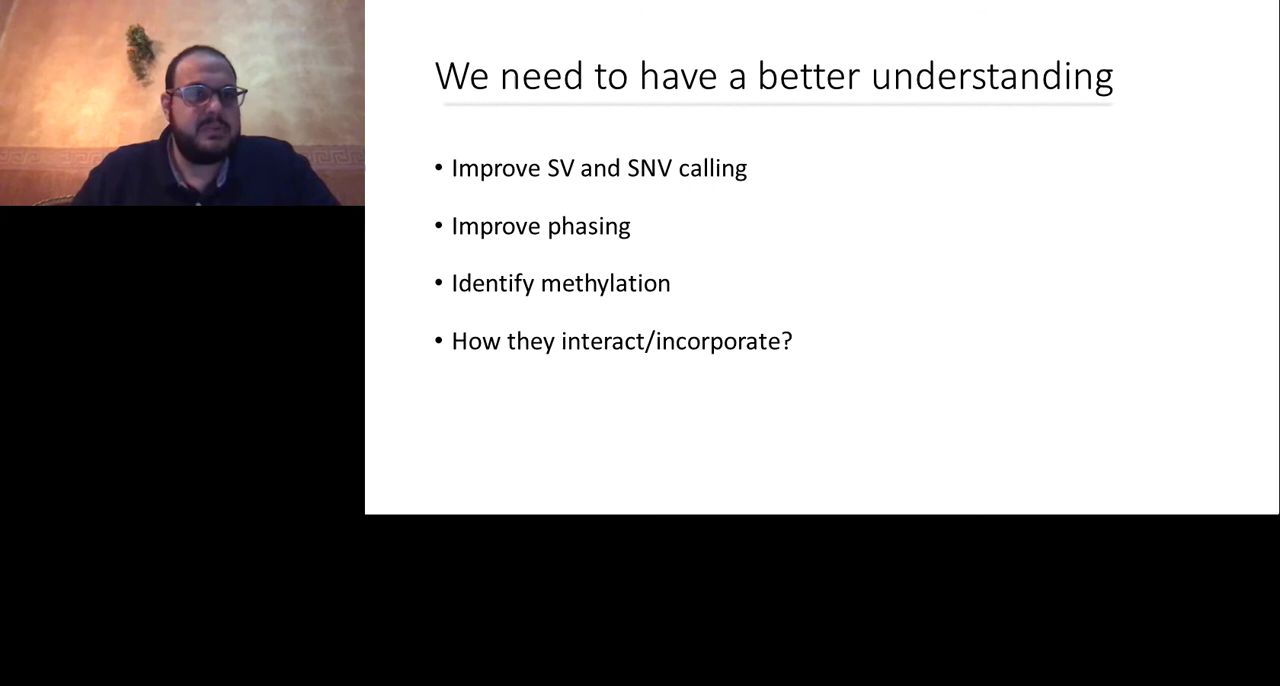 We need to have a better understanding
• Improve SV and SNV calling
• Improve phasing
• Identify methylation
• How they interact/incorporate?